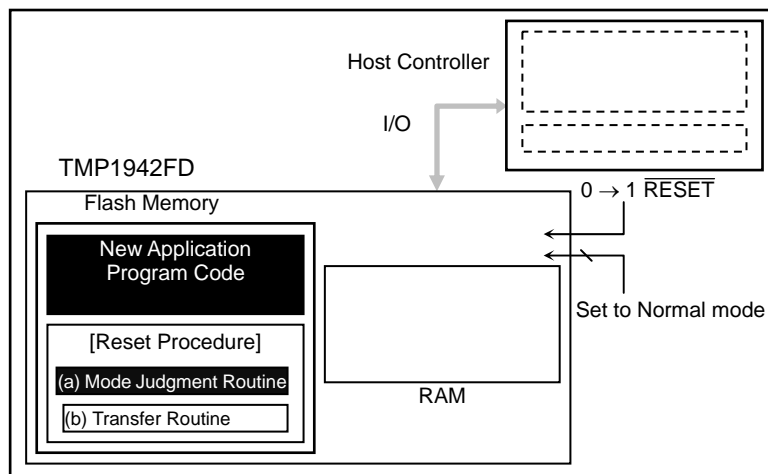 Host Controller
I/O
TMP1942FD
0 → 1 RESET
Flash Memory
New Application
Program Code
Set to Normal mode
[Reset Procedure]
(a) Mode Judgment Routine
RAM
(b) Transfer Routine